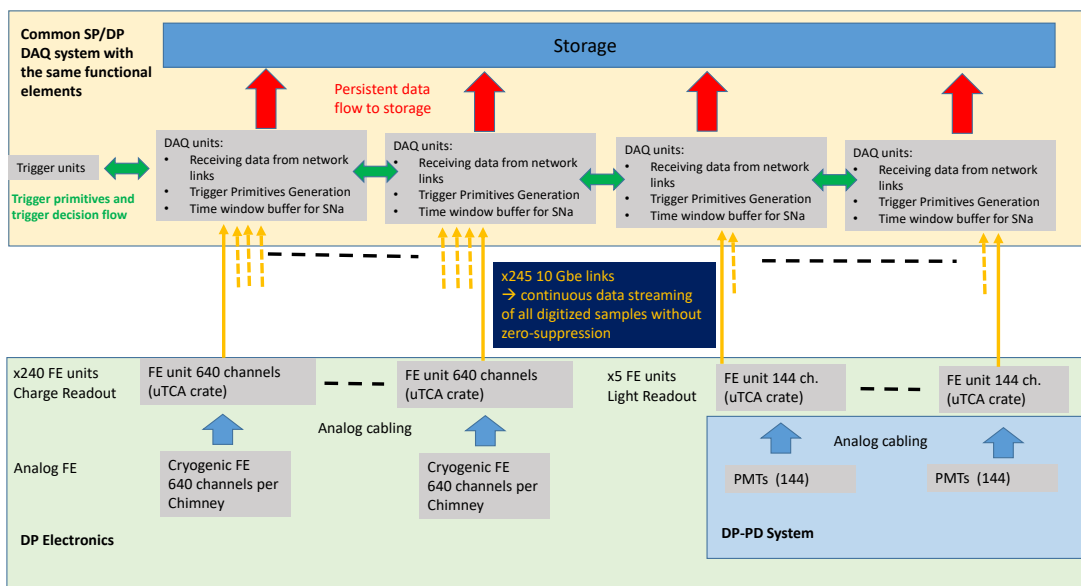 Common SP/DP
DAQ system with
the same functional
elements
Storage
Persistent data
flow to storage
Trigger units
Trigger primitives and
trigger decision flow
DAQ units:
• Receiving data from network
links
• Trigger Primitives Generation
• Time window buffer for SNa
DAQ units:
• Receiving data from network
links
• Trigger Primitives Generation
• Time window buffer for SNa
DAQ units:
• Receiving data from network
links
• Trigger Primitives Generation
• Time window buffer for SNa
DAQ units:
• Receiving data from network
links
• Trigger Primitives Generation
• Time window buffer for SNa
x245 10 Gbe links
→ continuous data streaming
of all digitized samples without
zero-suppression
x240 FE units
Charge Readout
FE unit 640 channels
(uTCA crate)
FE unit 640 channels
(uTCA crate)
x5 FE units
Light Readout
FE unit 144 ch.
(uTCA crate)
FE unit 144 ch.
(uTCA crate)
Analog cabling
Analog cabling
Analog FE
Cryogenic FE
640 channels per
Chimney
Cryogenic FE
640 channels per
Chimney
PMTs (144)
PMTs (144)
DP Electronics
DP-PD System